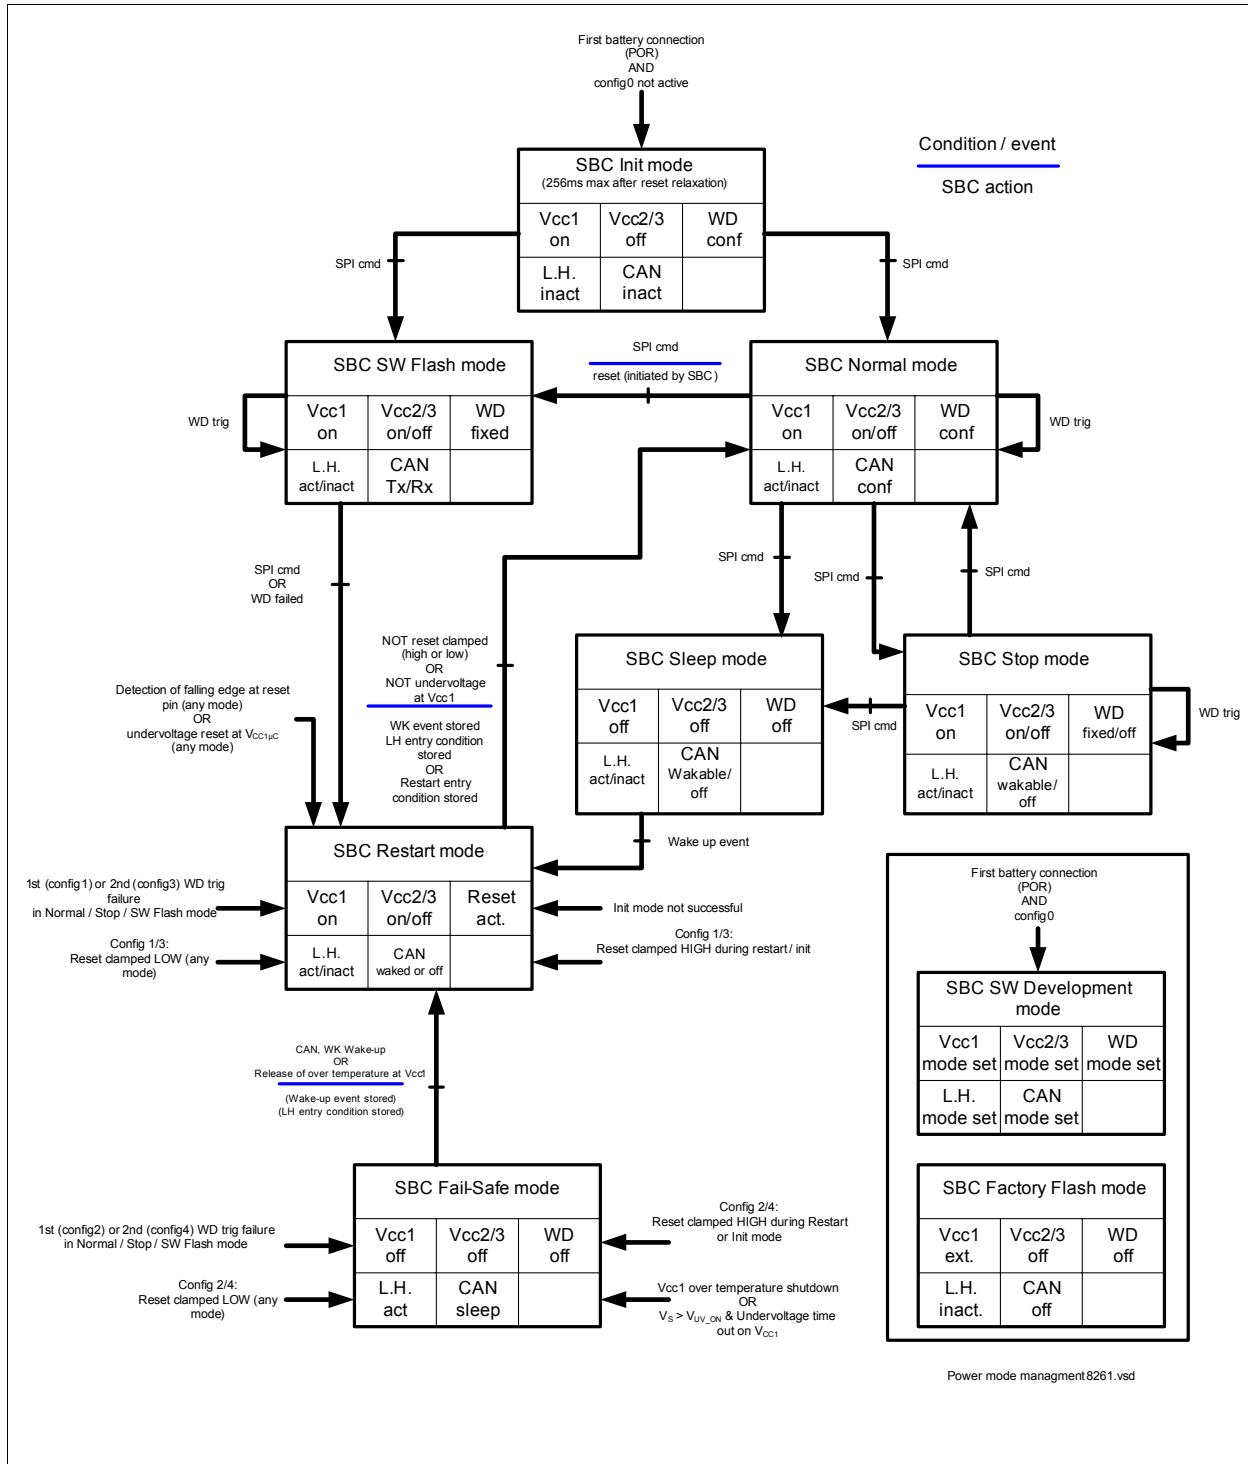 First battery connection
(POR)
AND
config0 not active
Condition / event
SBC action
SBC Init mode
(256ms max after reset relaxation)
Vcc1
on
Vcc2/3
off
WD
conf
L.H.
inact
CAN
inact
SPI cmd
SPI cmd
SBC SW Flash mode
Vcc1
on
Vcc2/3
on/off
WD
fixed
L.H.
act/inact
CAN
Tx/Rx
WD trig
SPI cmd
reset (initiated by SBC)
SBC Normal mode
Vcc1
on
Vcc2/3
on/off
WD
conf
L.H.
act/inact
CAN
conf
WD trig
SPI cmd
OR
WD failed
SPI cmd
SPI cmd
SPI cmd
NOT reset clamped
(high or low)
OR
NOT undervoltage
at Vcc1
WK event stored
LH entry condition
stored
OR
Restart entry
condition stored
Detection of falling edge at reset
pin (any mode)
OR
undervoltage reset at VCC1µC
(any mode)
SBC Sleep mode
Vcc1
off
Vcc2/3
off
WD
off
L.H.
act/inact
CAN
Wakable/
off
SPI cmd
SBC Stop mode
Vcc1
on
Vcc2/3
on/off
WD
fixed/off
L.H.
act/inact
CAN
wakable/
off
WD trig
Wake up event
SBC Restart mode
Vcc1
on
Vcc2/3
on/off
Reset
act.
L.H.
act/inact
CAN
waked or off
1st (config1) or 2nd (config3) WD trig
failure
in Normal / Stop / SW Flash mode
Config 1/3:
Reset clamped LOW (any
mode)
Init mode not successful
Config 1/3:
Reset clamped HIGH during restart / init
CAN, WK Wake-up
OR
Release of over temperature at Vcc1
(Wake-up event stored)
(LH entry condition stored)
SBC Fail-Safe mode
Vcc1
off
Vcc2/3
off
WD
off
L.H.
act
CAN
sleep
1st (config2) or 2nd (config4) WD trig failure
in Normal / Stop / SW Flash mode
Config 2/4:
Reset clamped LOW (any
mode)
Config 2/4:
Reset clamped HIGH during Restart
or Init mode
Vcc1 over temperature shutdown
OR
VS > VUV_ON & Undervoltage time
out on VCC1
First battery connection
(POR)
AND
config0
SBC SW Development
mode
Vcc1
mode set
Vcc2/3
mode set
WD
mode set
L.H.
mode set
CAN
mode set
SBC Factory Flash mode
Vcc1
ext.
Vcc2/3
off
WD
off
L.H.
inact.
CAN
off
Power mode managment8261.vsd